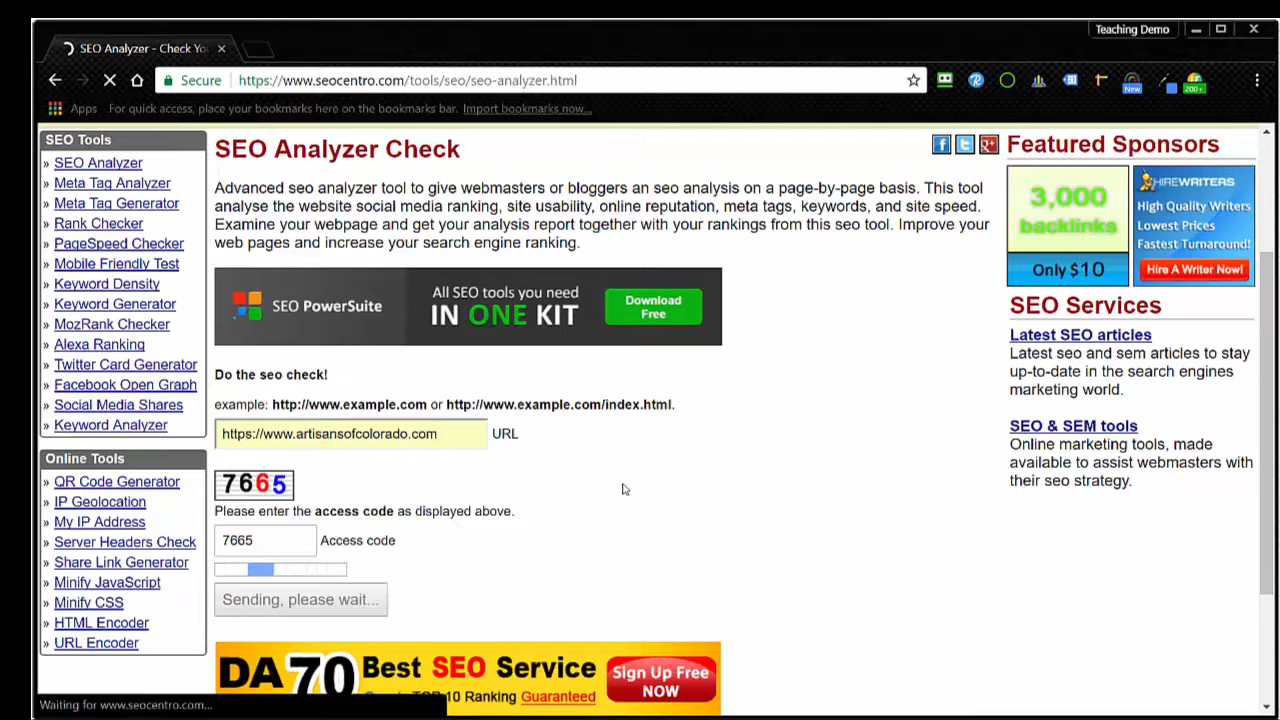 Teaching Demo
SEO Analyzer - Check Yo
Secure https://www.seocentro.com/tools/seo/seo-analyzer.html
New
200+
Apps For quick access, place your bookmarks here on the bookmarks bar. Import bookmarks now...
SEO Tools
» SEO Analyzer
» Meta Tag Analyzer
» Meta Tag Generator
» Rank Checker
» PageSpeed Checker
» Mobile Friendly Test
» Keyword Density
» Keyword Generator
» MozRank Checker
» Alexa Ranking
» Twitter Card Generator
» Facebook Open Graph
» Social Media Shares
» Keyword Analyzer
Online Tools
» QR Code Generator
» IP Geolocation
» My IP Address
» Server Headers Check
» Share Link Generator
» Minify JavaScript
» Minify CSS
» HTML Encoder
» URL Encoder
SEO Analyzer Check
Advanced seo analyzer tool to give webmasters or bloggers an seo analysis on a page-by-page basis. This tool
analyse the website social media ranking, site usability, online reputation, meta tags, keywords, and site speed.
Examine your webpage and get your analysis report together with your rankings from this seo tool. Improve your
web pages and increase your search engine ranking.
SEO POWERSUITE
All SEO tools you need
IN ONE KIT
Download
Free
Do the seo check!
example: http://www.example.com or http://www.example.com/index.html.
https://www.artisansofcolorado.com URL
7665
Please enter the access code as displayed above.
7665 Access code
Sending, please wait...
DA 70 Best SEO Service
TOP 10 Ranking Guaranteed
Sign Up Free
NOW
Featured Sponsors
3,000
backlinks
Only $10
HIREWRITERS
High Quality Writers
Lowest Prices
Fastest Turnaround!
Hire A Writer Now!
SEO Services
Latest SEO articles
Latest seo and sem articles to stay
up-to-date in the search engines
marketing world.
SEO & SEM tools
Online marketing tools, made
available to assist webmasters with
their seo strategy.
Waiting for www.seocentro.com...